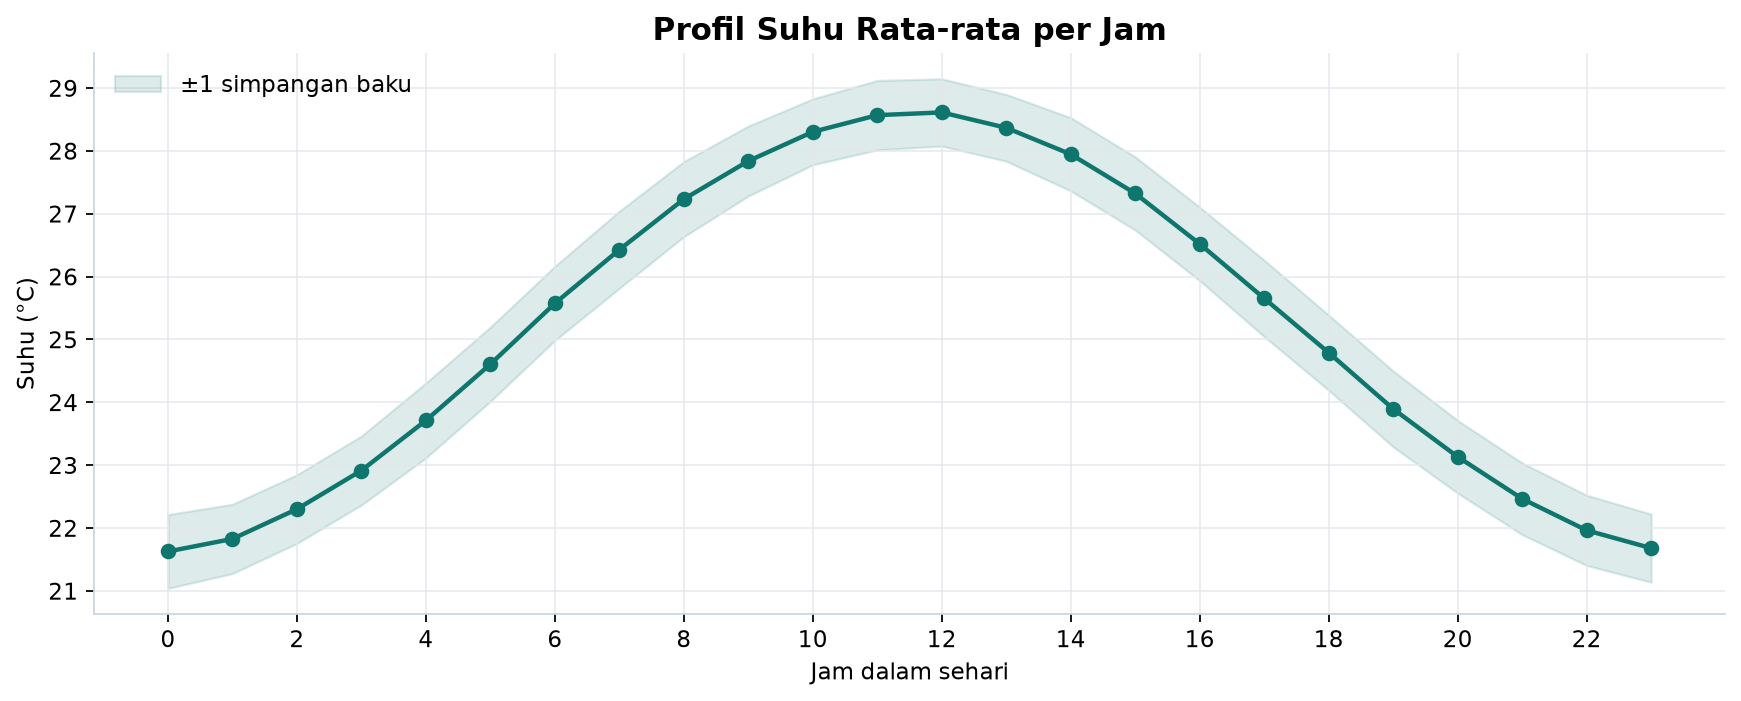 Profil Suhu Rata-rata per Jam
±1 simpangan baku
Suhu (°C)
29
28
27
26
25
24
23
22
21
0 2 4 6 8 10 12 14 16 18 20 22
Jam dalam sehari